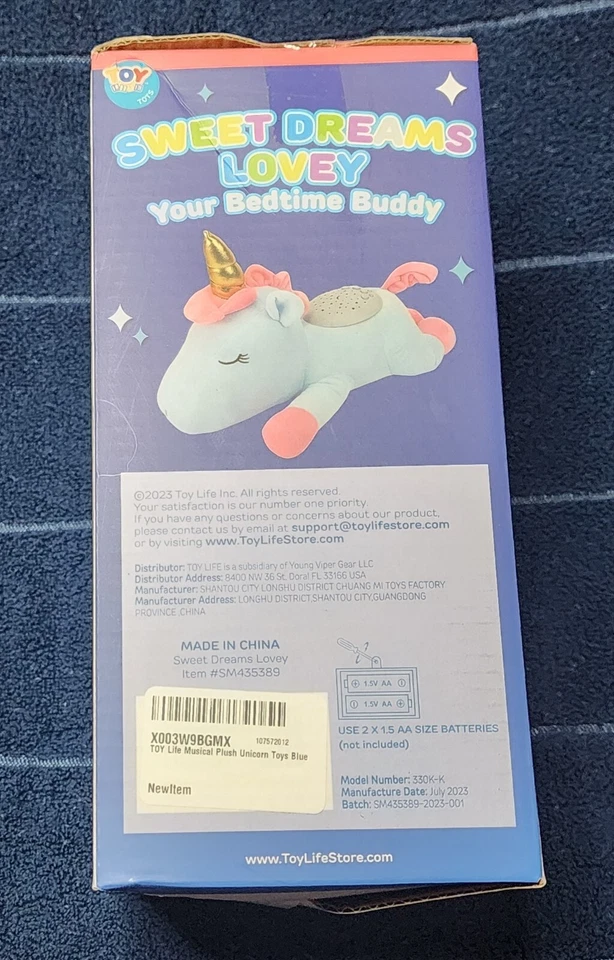 TOY
TOTS
SWEET DREAMS
LOVEY
Your Bedtime Buddy
©2023 Toy Life Inc. All rights reserved.
Your satisfaction is our number one priority.
If you have any questions or concerns about our product,
please contact us by email at support@toylifestore.com
or by visiting www.ToyLifeStore.com
Distributor: TOY LIFE is a subsidiary of Young Viper Gear LLC
Distributor Address: 8400 NW 36 St. Doral FL 33166 USA
Manufacturer: SHANTOU CITY LONGHU DISTRICT CHUANG MI TOYS FACTORY
Manufacturer Address: LONGHU DISTRICT,SHANTOU CITY,GUANGDONG
PROVINCE ,CHINA
MADE IN CHINA
Sweet Dreams Lovey
Item #SM435389
1.5V AA
1.5V AA
USE 2 X 1.5 AA SIZE BATTERIES
(not included)
X003W9BGMX 107572012
TOY Life Musical Plush Unicorn Toys Blue
NewItem
Model Number: 330K-K
Manufacture Date: July 2023
Batch: SM435389-2023-001
www.ToyLifeStore.com